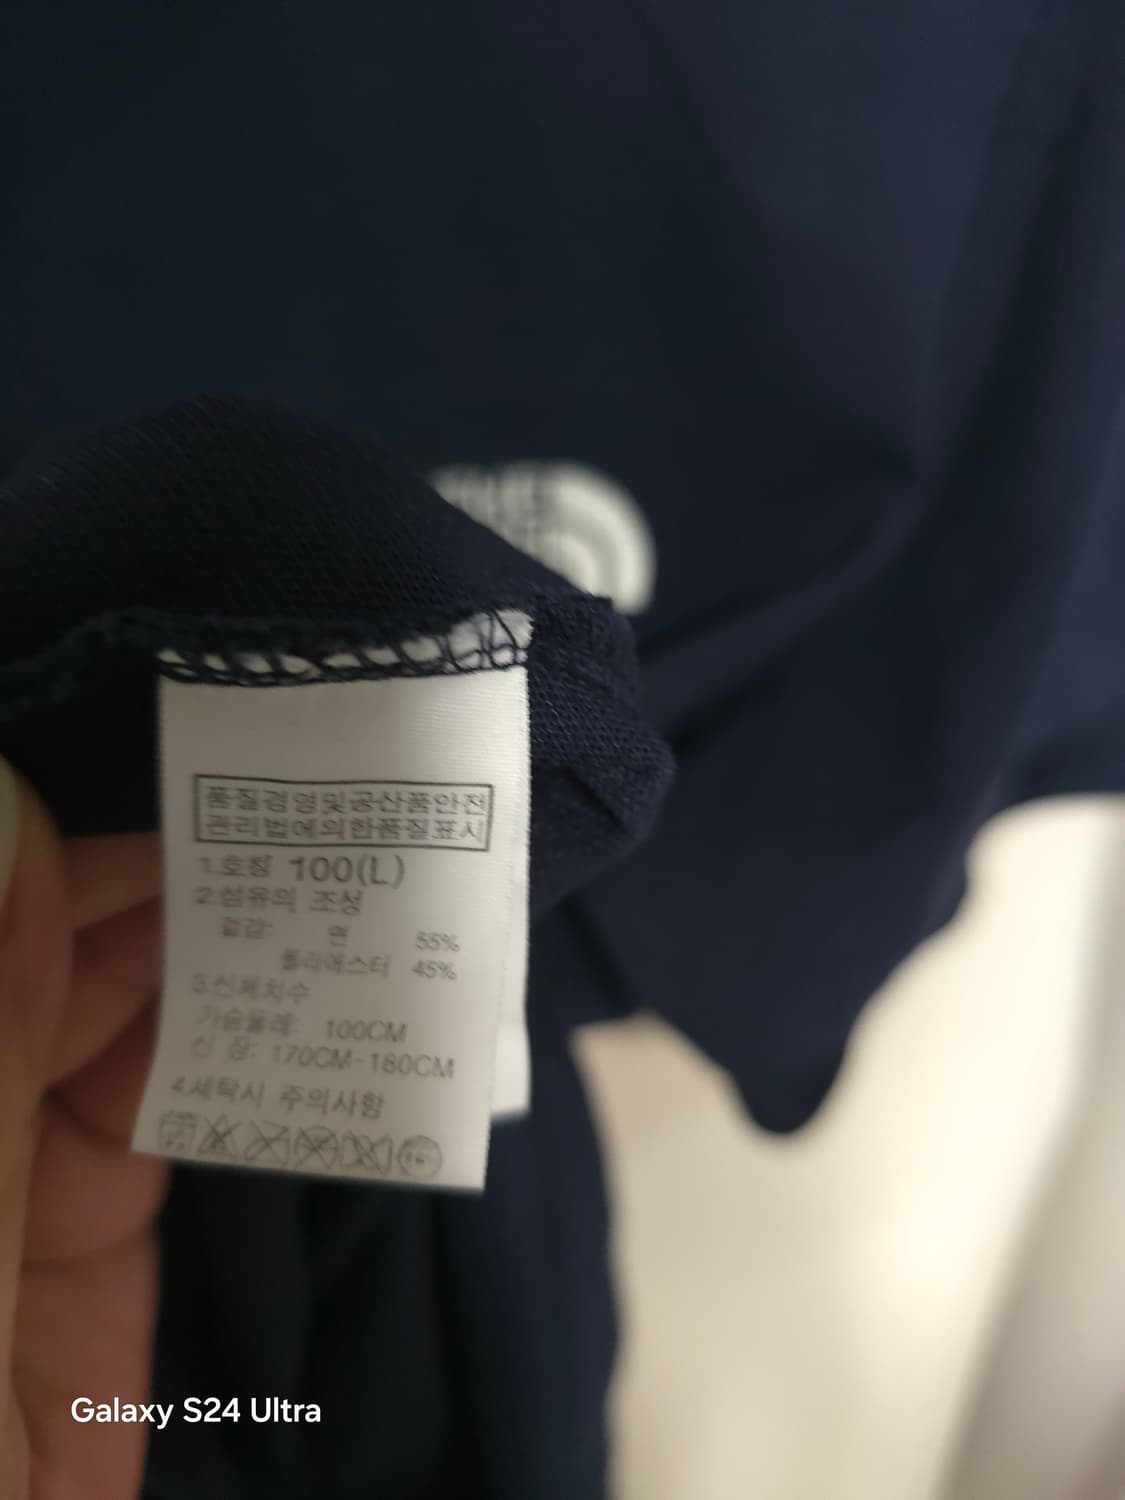 품질경영및공산품안전
관리법에의한품질표시
1.호칭 100(L)
2.섬유의 조성
겉감: 면 55%
폴리에스터 45%
3.신체치수
가슴둘레: 100CM
신 장: 170CM-180CM
4.세탁시 주의사항
Galaxy S24 Ultra